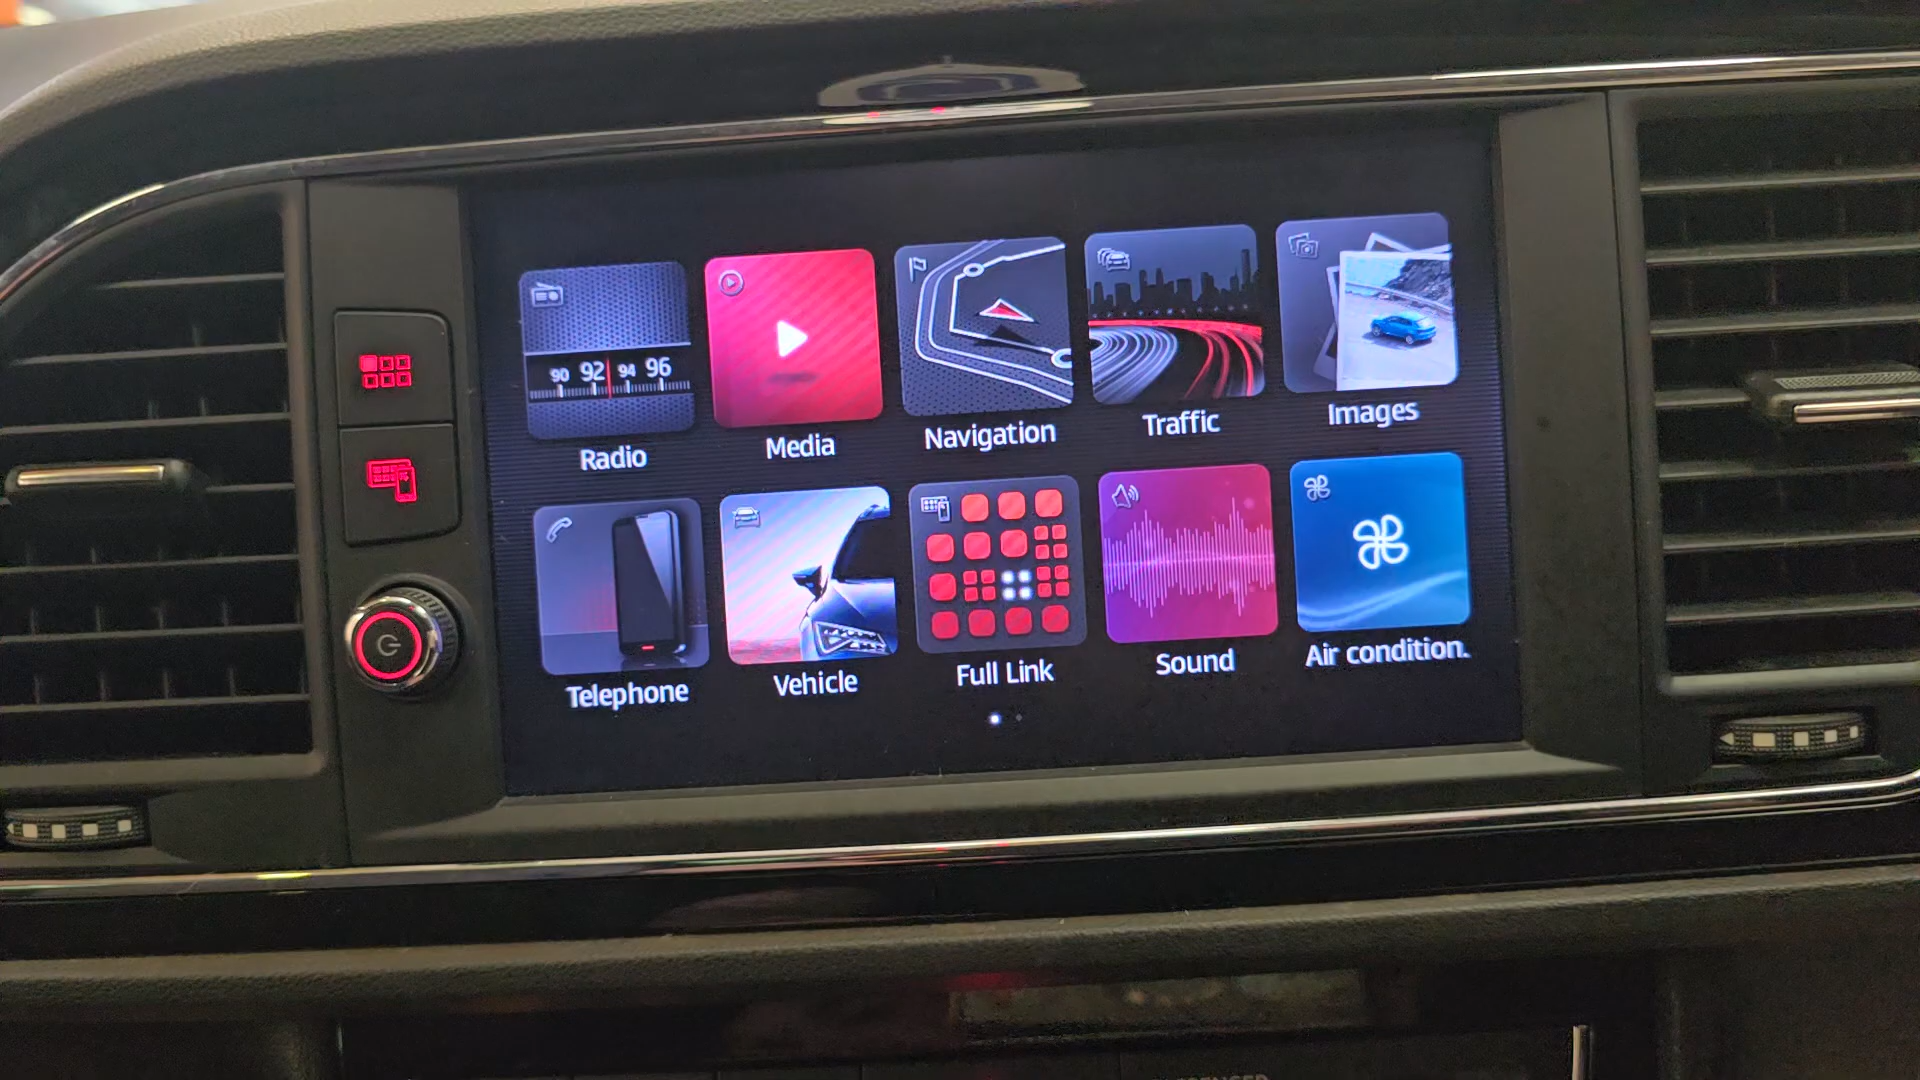 90 92 94 96
Radio
Media
Navigation
Traffic
Images
Telephone
Vehicle
Full Link
Sound
Air condition.